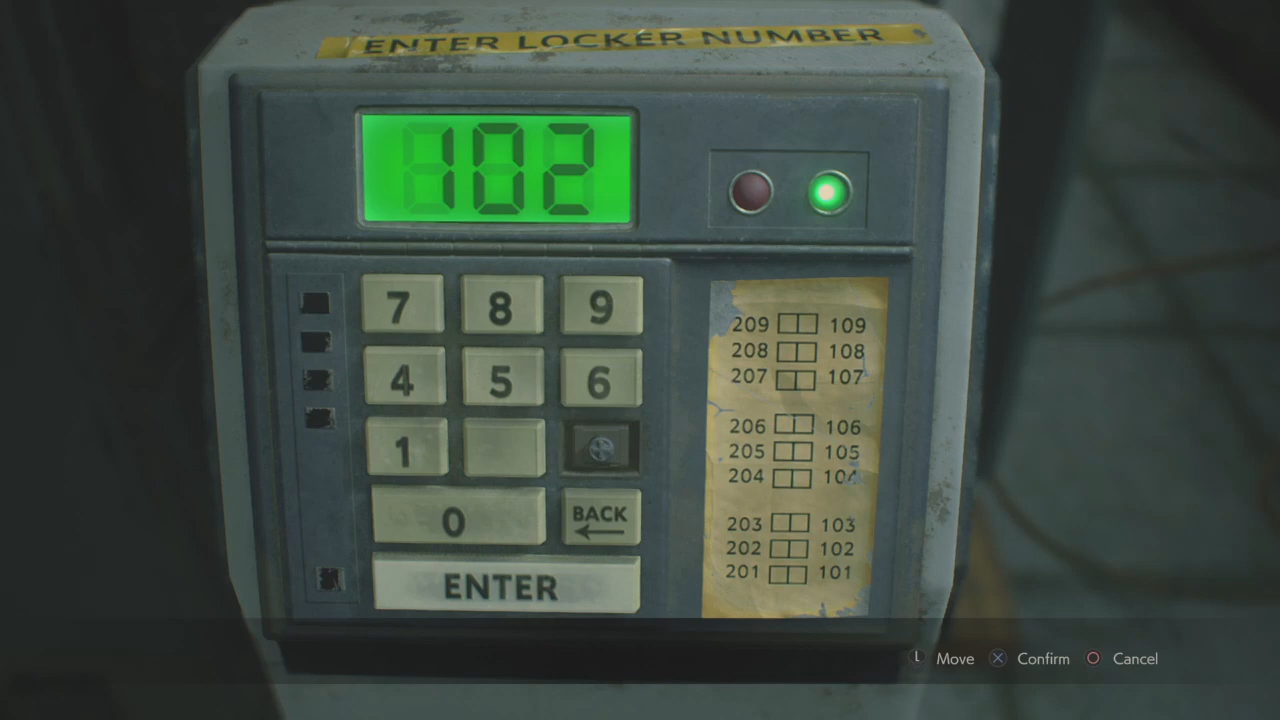 ENTER LOCKER NUMBER
102
7 8 9
4 5 6
1
0 BACK
ENTER
209 109
208 108
207 107
206 106
205 105
204 104
203 103
202 102
201 101
L Move Confirm Cancel